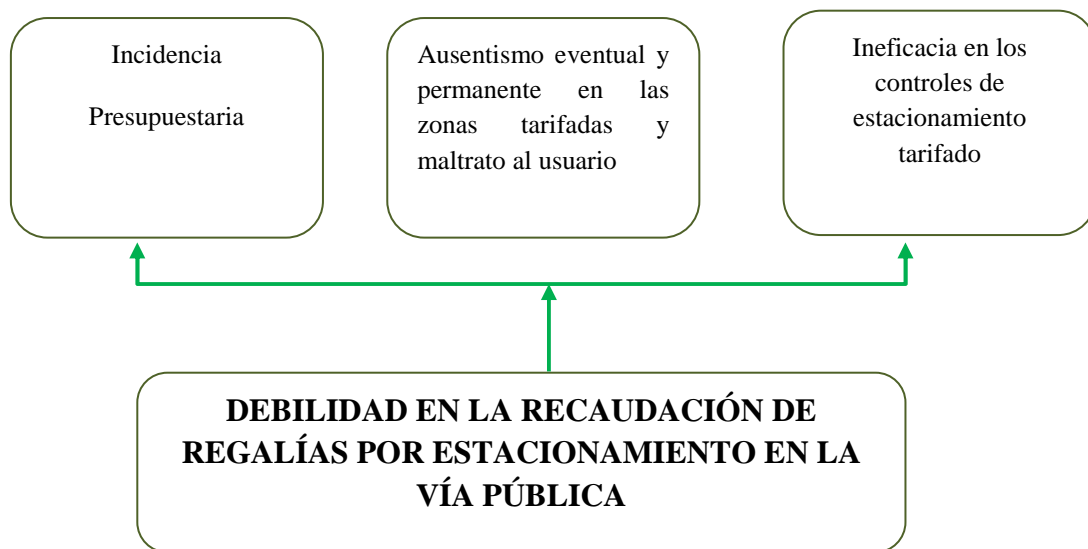 Incidencia
Presupuestaria
Ausentismo eventual y
permanente en las
zonas tarifadas y
maltrato al usuario
Ineficacia en los
controles de
estacionamiento
tarifado
DEBILIDAD EN LA RECAUDACIÓN DE
REGALÍAS POR ESTACIONAMIENTO EN LA
VÍA PÚBLICA